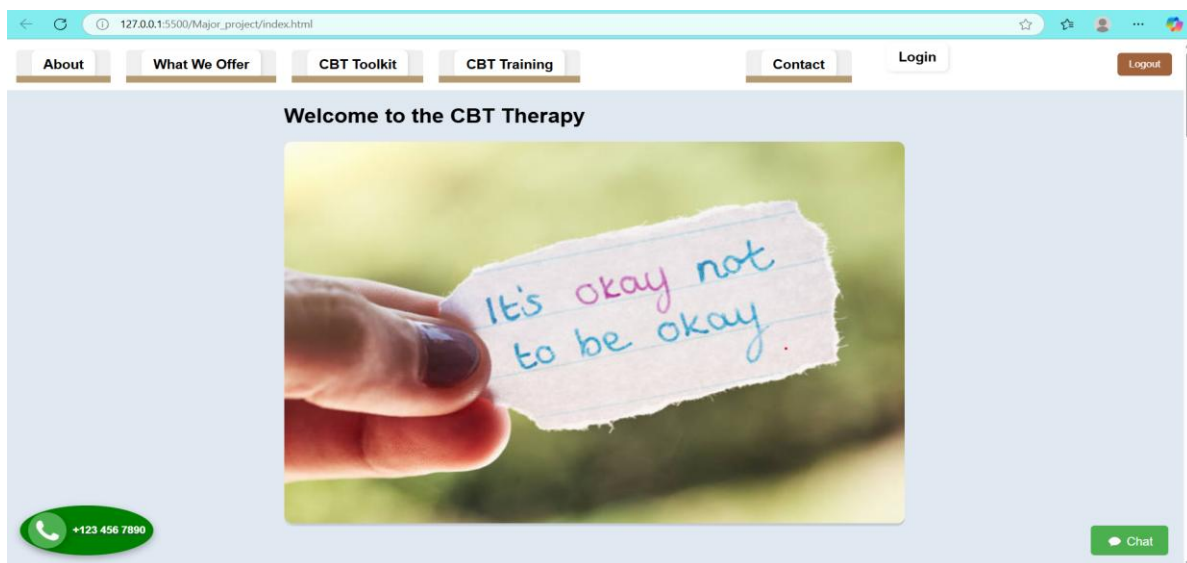 127.0.0.1:5500/Major_project/index.html
About What We Offer CBT Toolkit CBT Training Contact Login Logout
Welcome to the CBT Therapy
It's okay not
to be okay.
+123 456 7890
Chat